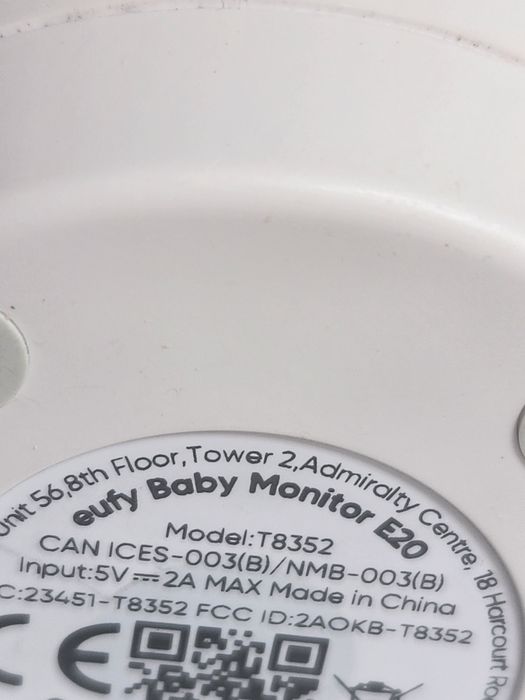 Unit 56,8th Floor,Tower 2,Admiralty Centre, 18 Harcourt
eufy Baby Monitor E20
Model:T8352
CAN ICES-003(B)/NMB-003(B)
Input:5V⎓2A MAX Made in China
C:23451-T8352 FCC ID:2AOKB-T8352
CE